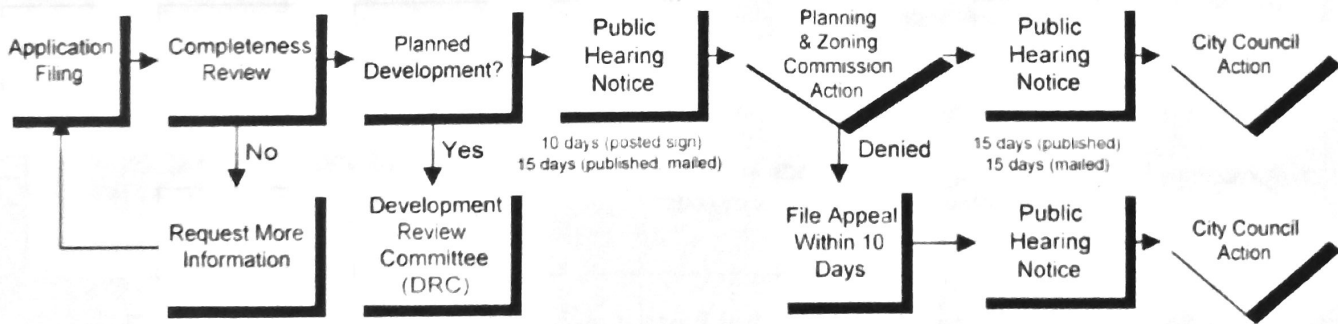 Application
Filing
Completeness
Review
Planned
Development?
Public
Hearing
Notice
Planning
& Zoning
Commission
Action
Public
Hearing
Notice
City Council
Action
10 days (posted sign)
15 days (published mailed)
15 days (published)
15 days (mailed)
No
Yes
Denied
Request More
Information
Development
Review
Committee
(DRC)
File Appeal
Within 10
Days
Public
Hearing
Notice
City Council
Action